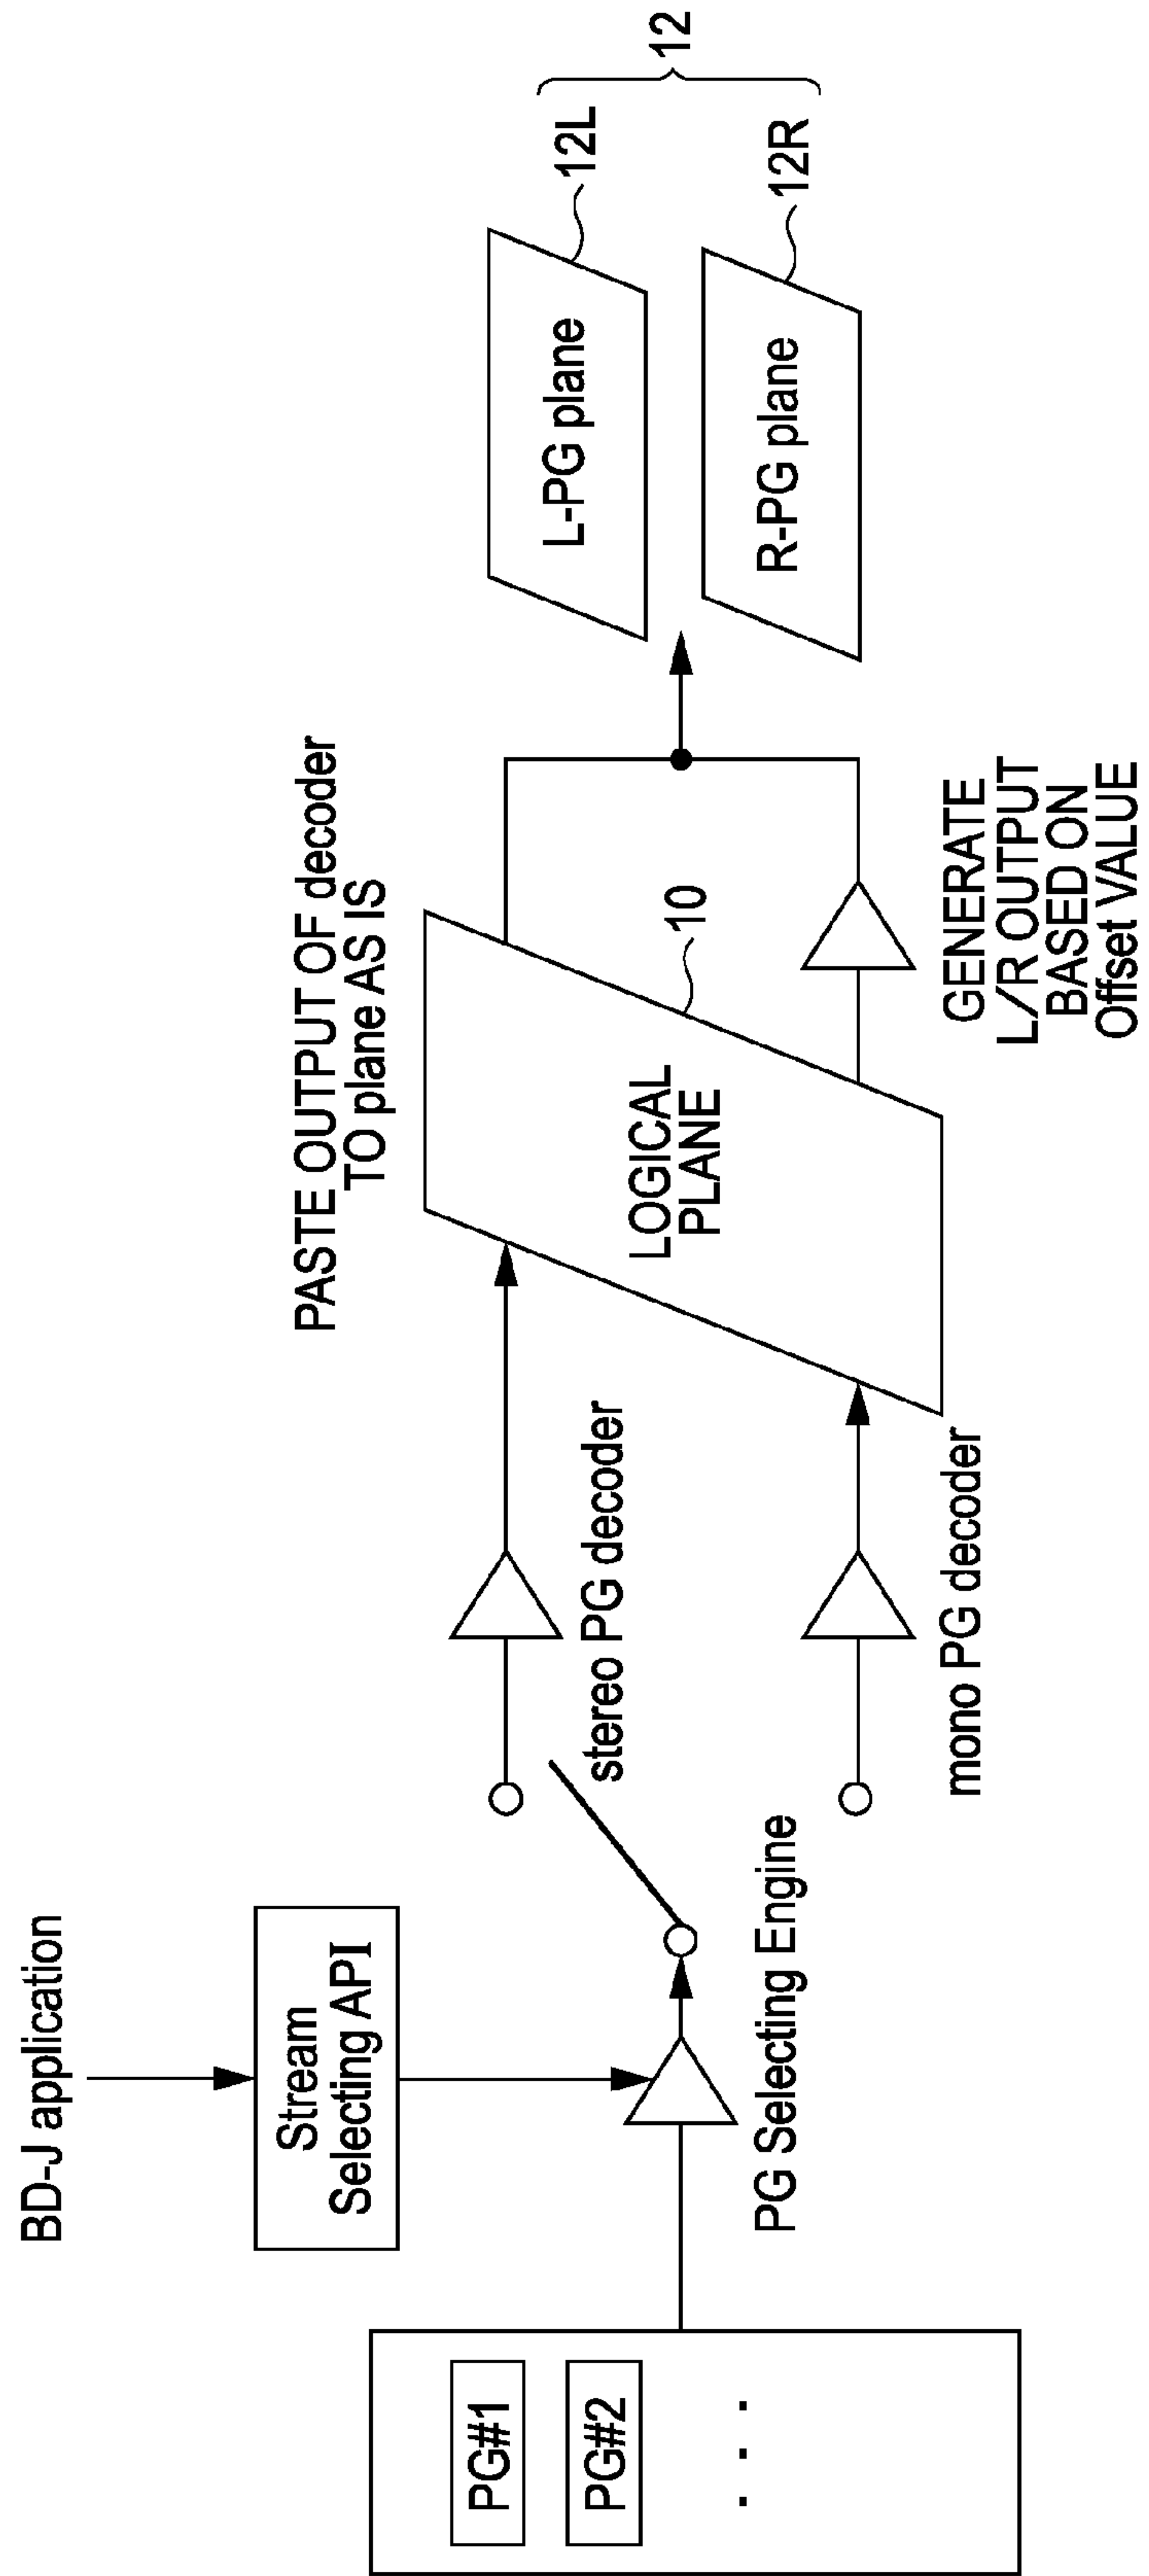 BD-J application
Stream
Selecting API
PG#1
PG#2
. . .
PG Selecting Engine
stereo PG decoder
mono PG decoder
PASTE OUTPUT OF decoder
TO plane AS IS
LOGICAL
PLANE
10
GENERATE
L/R OUTPUT
BASED ON
Offset VALUE
L-PG plane
R-PG plane
12L
12R
12